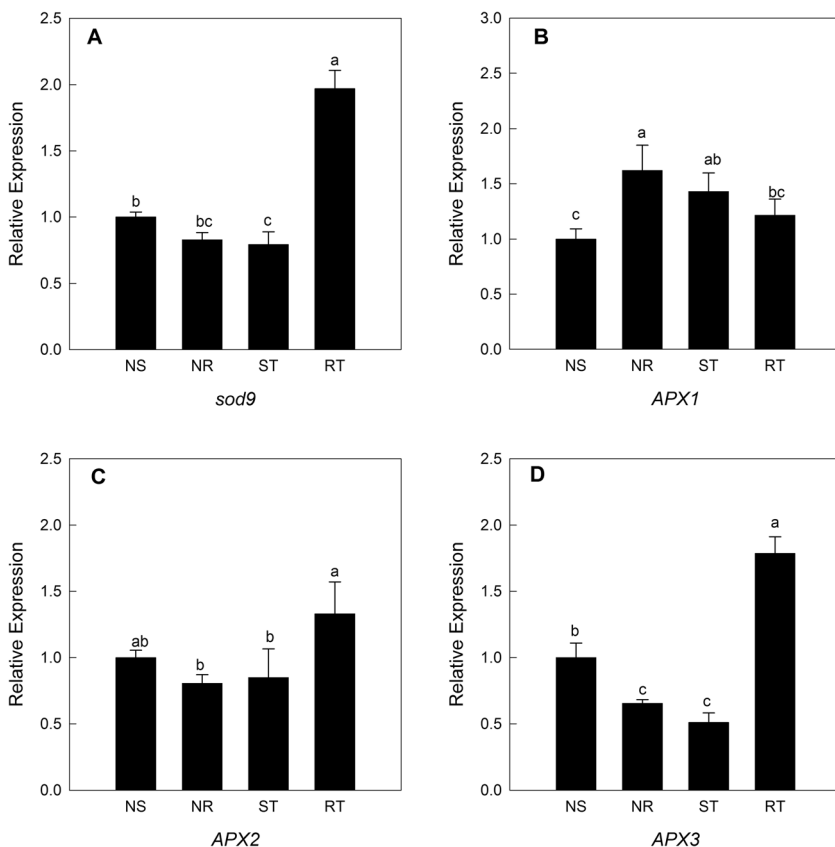 A
Relative Expression
2.5
2.0
1.5
1.0
0.5
0.0
b
bc
c
a
NS NR ST RT
sod9
B
Relative Expression
3.0
2.5
2.0
1.5
1.0
0.5
0.0
c
a
ab
bc
NS NR ST RT
APX1
C
Relative Expression
2.5
2.0
1.5
1.0
0.5
0.0
ab
b
b
a
NS NR ST RT
APX2
D
Relative Expression
2.5
2.0
1.5
1.0
0.5
0.0
b
c
c
a
NS NR ST RT
APX3